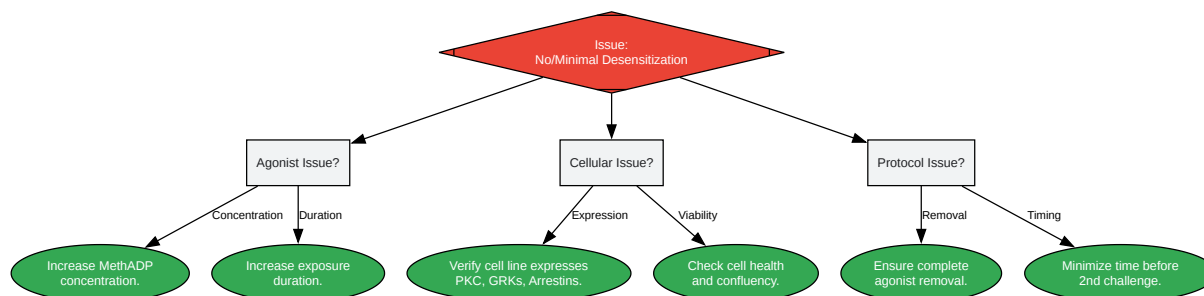 Issue:
No/Minimal Desensitization
Agonist Issue?
Cellular Issue?
Protocol Issue?
Concentration
Duration
Expression
Viability
Removal
Timing
Increase MethADP
concentration.
Increase exposure
duration.
Verify cell line expresses
PKC, GRKs, Arrestins.
Check cell health
and confluency.
Ensure complete
agonist removal.
Minimize time before
2nd challenge.